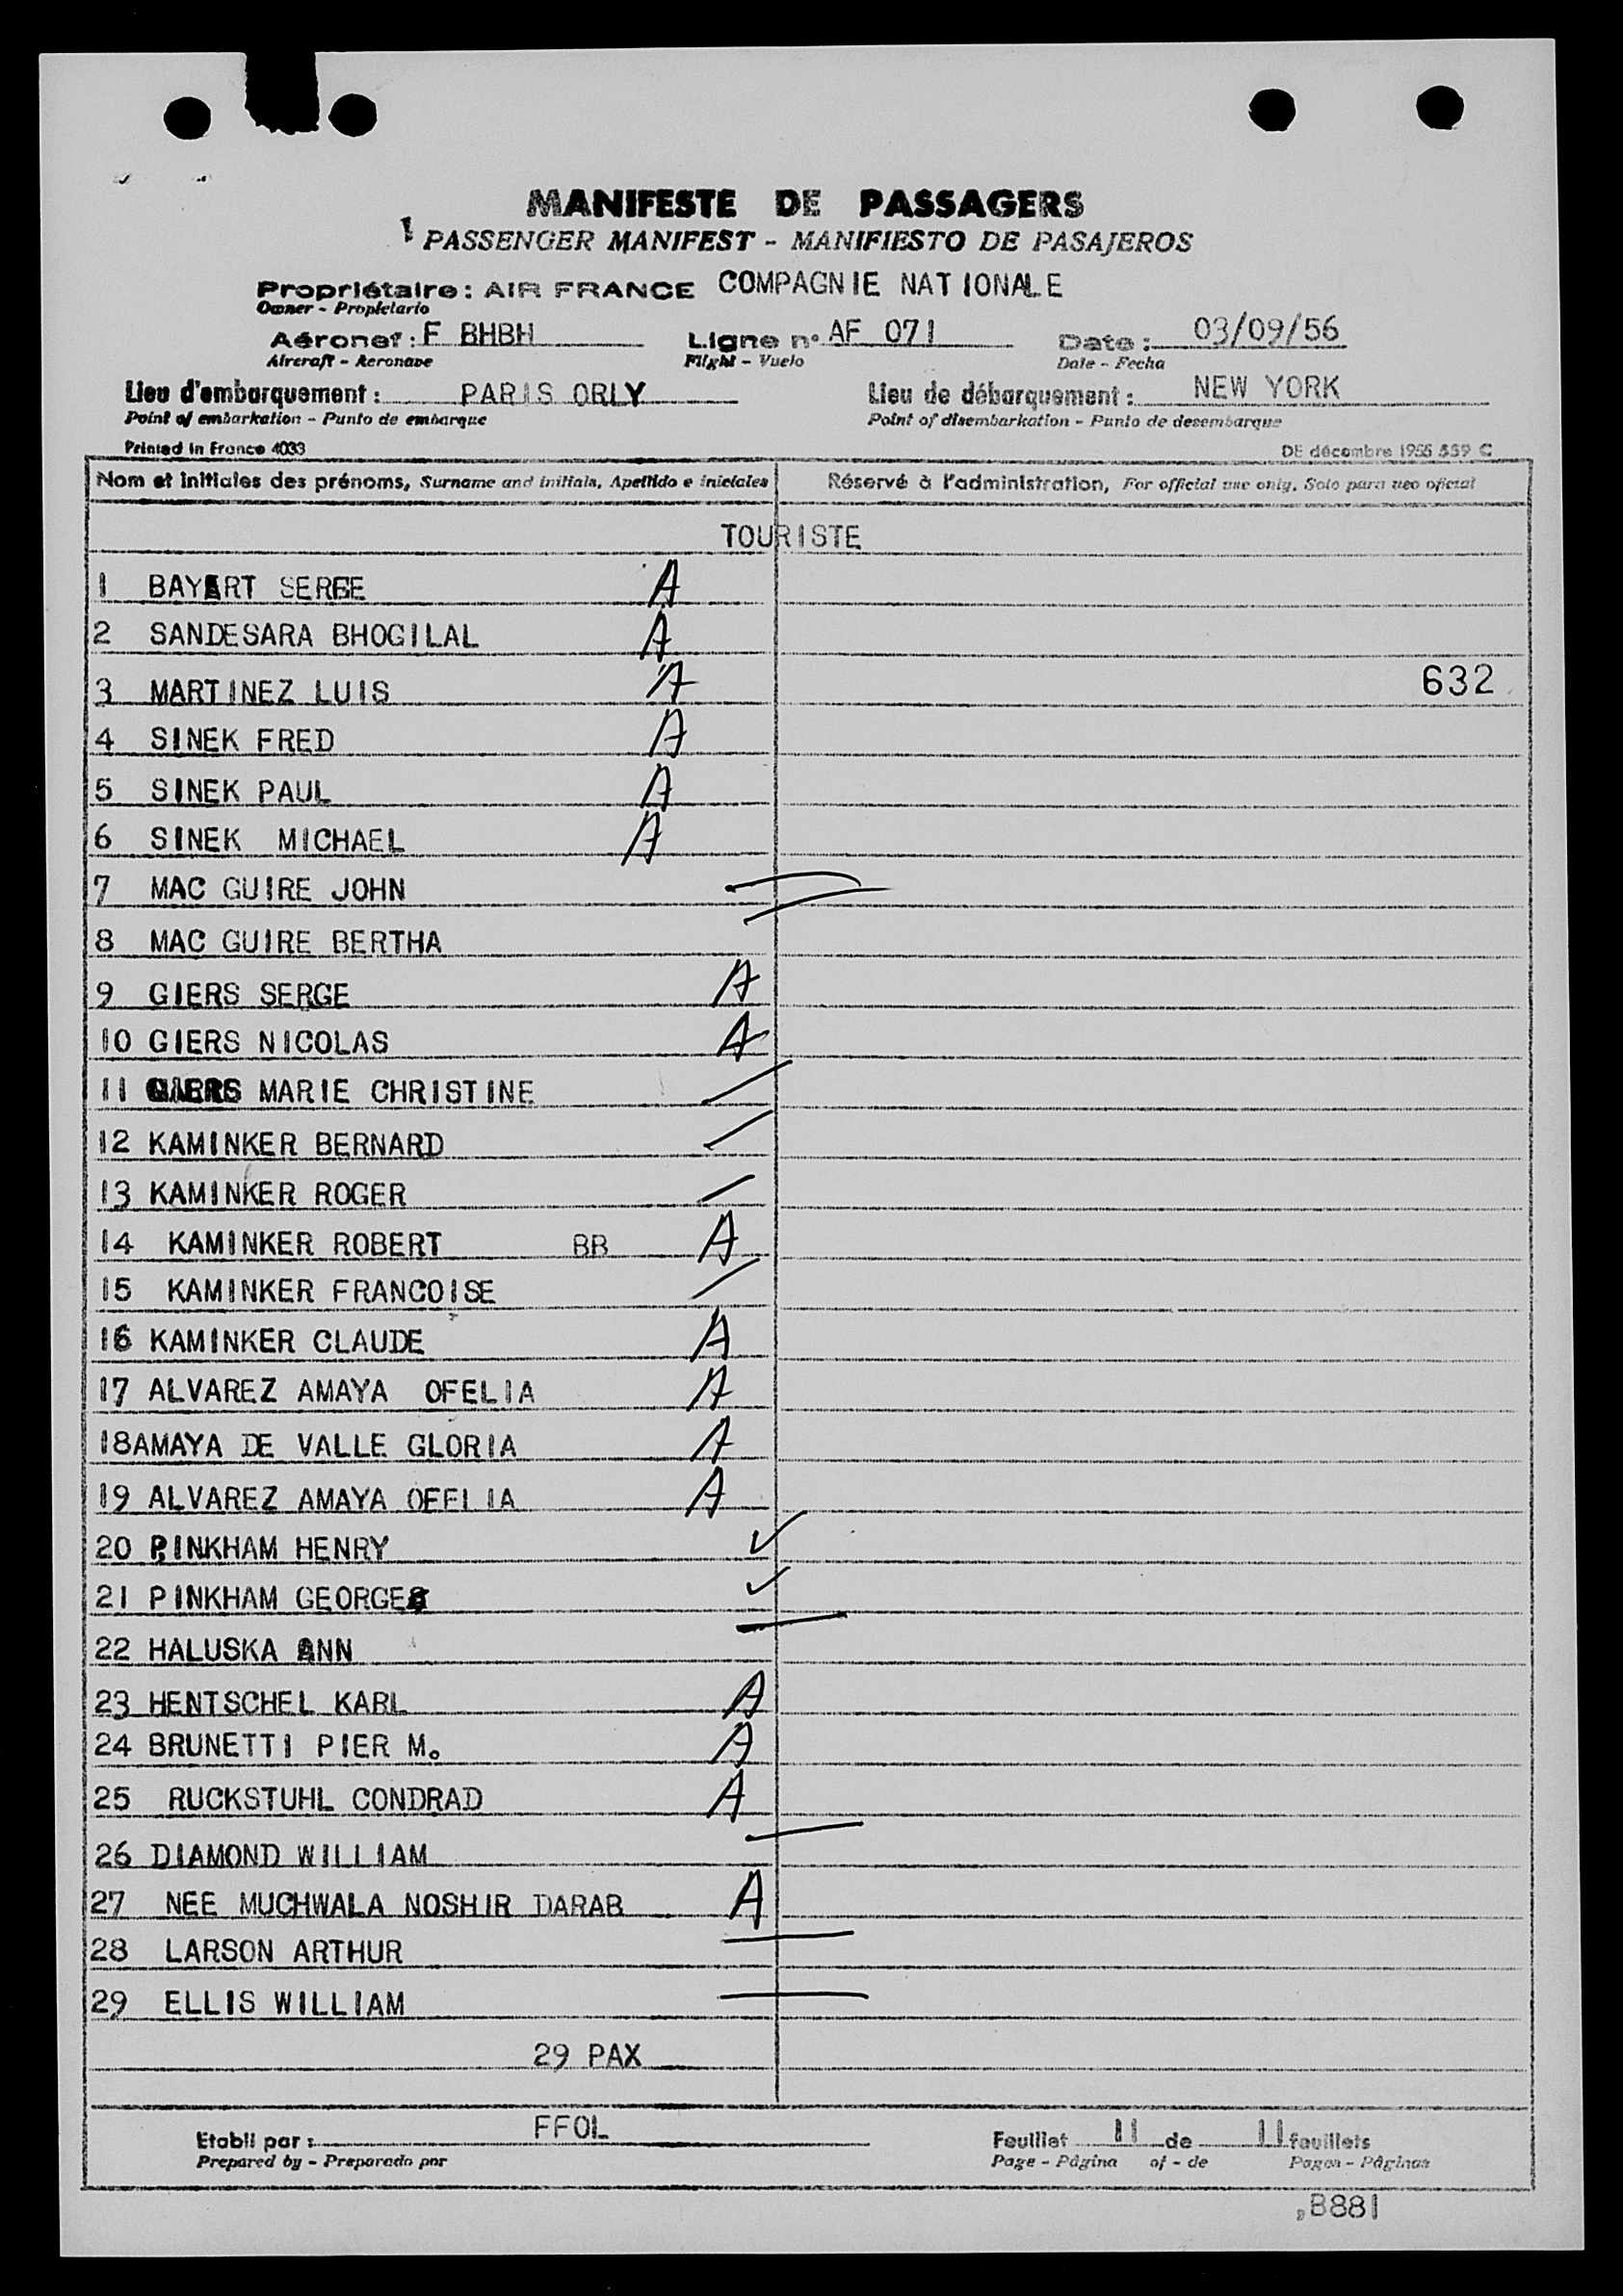 MANIFESTE DE PASSAGERS
PASSENGER MANIFEST - MANIFIESTO DE PASAJEROS
Propriétaire : AIR FRANCE COMPAGNIE NATIONALE
Owner - Propietario
Aéronef : F BHBH Ligne n° AF 071 Date : 03/09/56
Aircraft - Aeronave Flight - Vuelo Date - Fecha
Lieu d'embarquement : PARIS ORLY Lieu de débarquement : NEW YORK
Point of embarkation - Punto de embarque Point of disembarkation - Punto de desembarque
Printed in France 4033 DE décembre 1955 559 C
Nom et initiales des prénoms, Surname and initials, Apellido e iniciales Réservé à l'administration, For official use only, Solo para uso oficial
TOURISTE
1 BAYART SERGE A
2 SANDESARA BHOGILAL A
3 MARTINEZ LUIS A 632
4 SINEK FRED A
5 SINEK PAUL A
6 SINEK MICHAEL A
7 MAC GUIRE JOHN
8 MAC GUIRE BERTHA
9 GIERS SERGE A
10 GIERS NICOLAS A
11 GIERS MARIE CHRISTINE
12 KAMINKER BERNARD
13 KAMINKER ROGER
14 KAMINKER ROBERT BB A
15 KAMINKER FRANCOISE
16 KAMINKER CLAUDE A
17 ALVAREZ AMAYA OFELIA A
18AMAYA DE VALLE GLORIA A
19 ALVAREZ AMAYA OFELIA A
20 PINKHAM HENRY ✓
21 PINKHAM GEORGES ✓
22 HALUSKA ANN
23 HENTSCHEL KARL A
24 BRUNETTI PIER M. A
25 RUCKSTUHL CONDRAD A
26 DIAMOND WILLIAM
27 NEE MUCHWALA NOSHIR DARAB A
28 LARSON ARTHUR
29 ELLIS WILLIAM
29 PAX
Etabli par : FFOL Feuillet 11 de 11 feuillets
Prepared by - Preparado por Page - Página of - de Pages - Páginas
B881